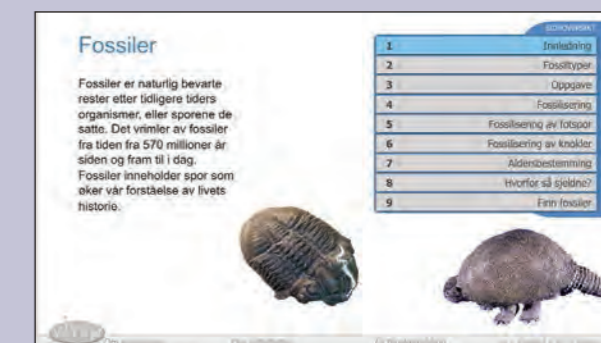 Fossiler
Fossiler er naturlig bevarte
rester etter tidligere tiders
organismer, eller sporene de
satte. Det vrimler av fossiler
fra tiden fra 570 millioner år
siden og fram til i dag.
Fossiler inneholder spor som
øker vår forståelse av livets
historie.
SIDEOVERSIKT
1 Innledning
2 Fossiltyper
3 Oppgave
4 Fossilisering
5 Fossilisering av fotspor
6 Fossilisering av knokler
7 Aldersbestemming
8 Hvorfor så sjeldne?
9 Finn fossiler